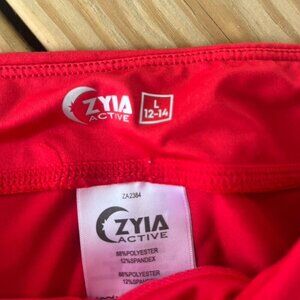 ZYIA
ACTIVE
L
12-14
ZA2384
ZYIA
ACTIVE
88%POLYESTER
12%SPANDEX
88%POLYESTER
12%SPANDEX